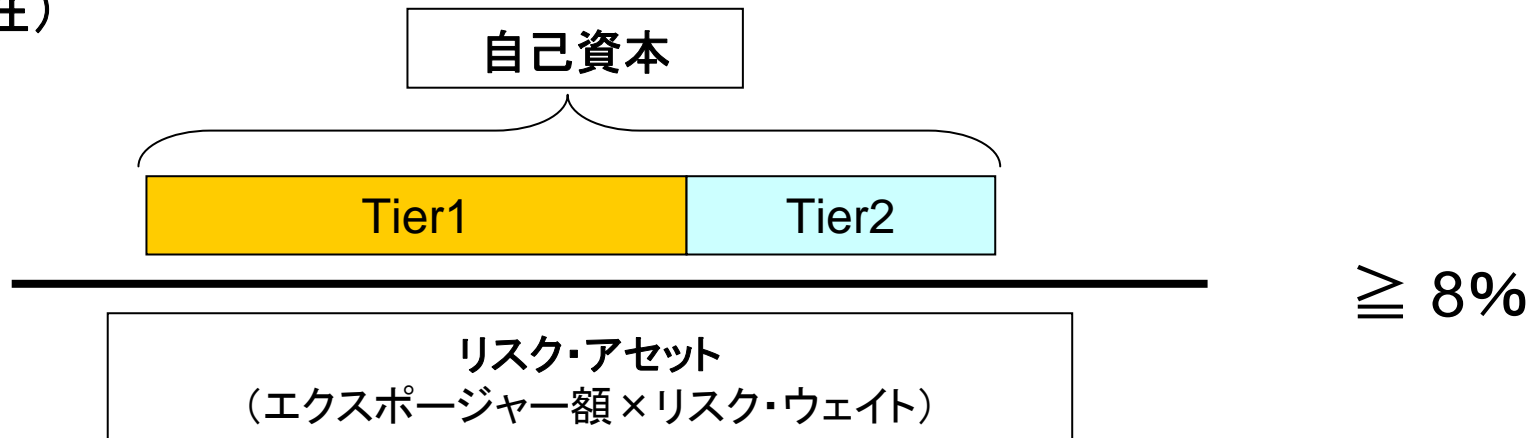 注）
自己資本
Tier1 Tier2
≧ 8%
リスク・アセット
（エクスポージャー額×リスク・ウェイト）